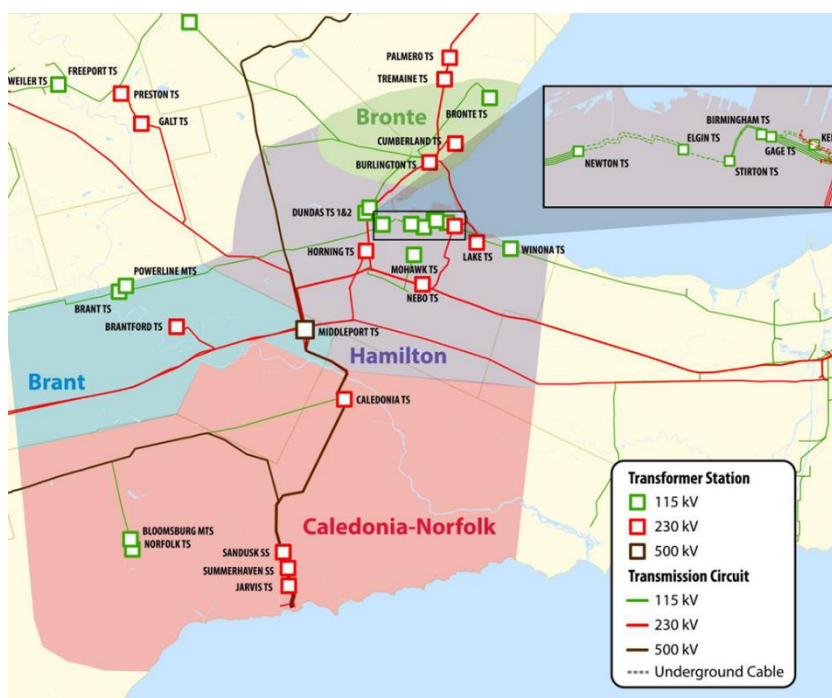 PALMERO TS
FREEPORT TS
WEILER TS
TREMAINE TS
PRESTON TS
BRONTE TS
GALT TS
Bronte
CUMBERLAND TS
BURLINGTON TS
BIRMINGHAM TS
ELGIN TS
KE
GAGE TS
NEWTON TS
STIRTON TS
DUNDAS TS 1&2
HORNING TS
LAKE TS
WINONA TS
MOHAWK TS
POWERLINE MTS
NEBO TS
BRANT TS
BRANTFORD TS
MIDDLEPORT TS
Hamilton
Brant
CALEDONIA TS
Caledonia-Norfolk
BLOOMSBURG MTS
NORFOLK TS
SANDUSK SS
SUMMERHAVEN SS
JARVIS TS
Transformer Station
115 kV
230 kV
500 kV
Transmission Circuit
115 kV
230 kV
500 kV
Underground Cable